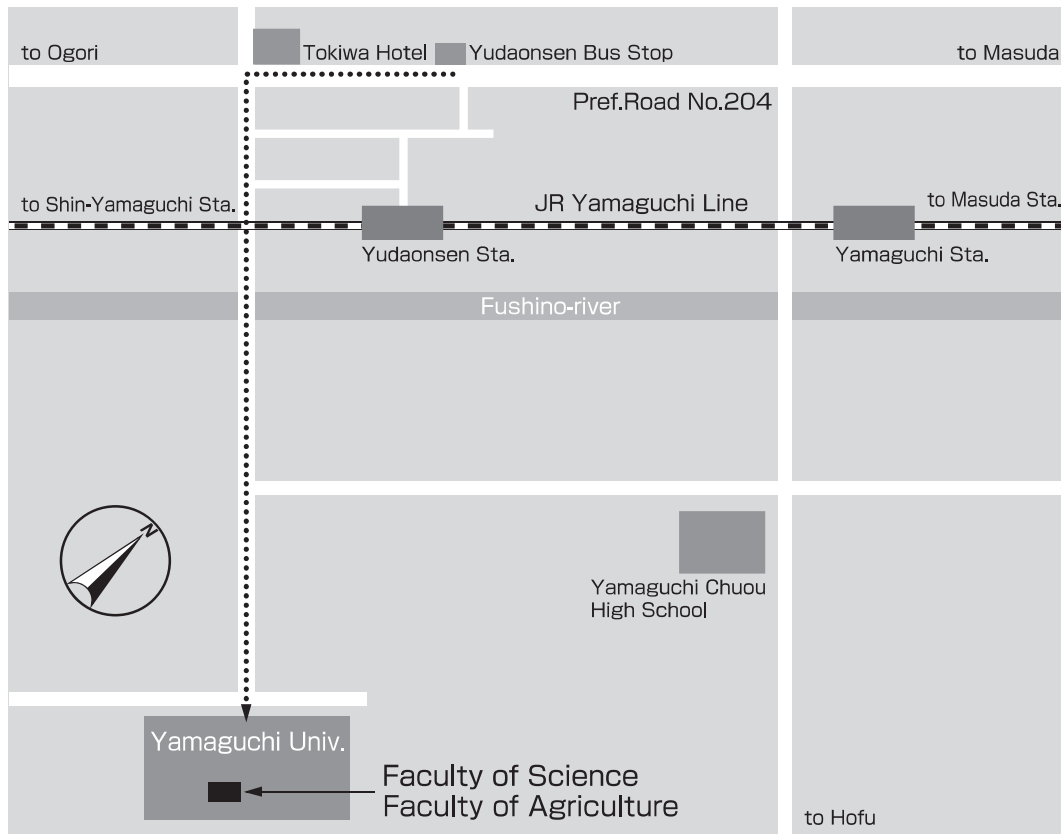 to Ogori
Tokiwa Hotel
Yudaonsen Bus Stop
to Masuda
Pref.Road No.204
to Shin-Yamaguchi Sta.
JR Yamaguchi Line
to Masuda Sta.
Yudaonsen Sta.
Yamaguchi Sta.
Fushino-river
N
Yamaguchi Chuou
High School
Yamaguchi Univ.
Faculty of Science
Faculty of Agriculture
to Hofu